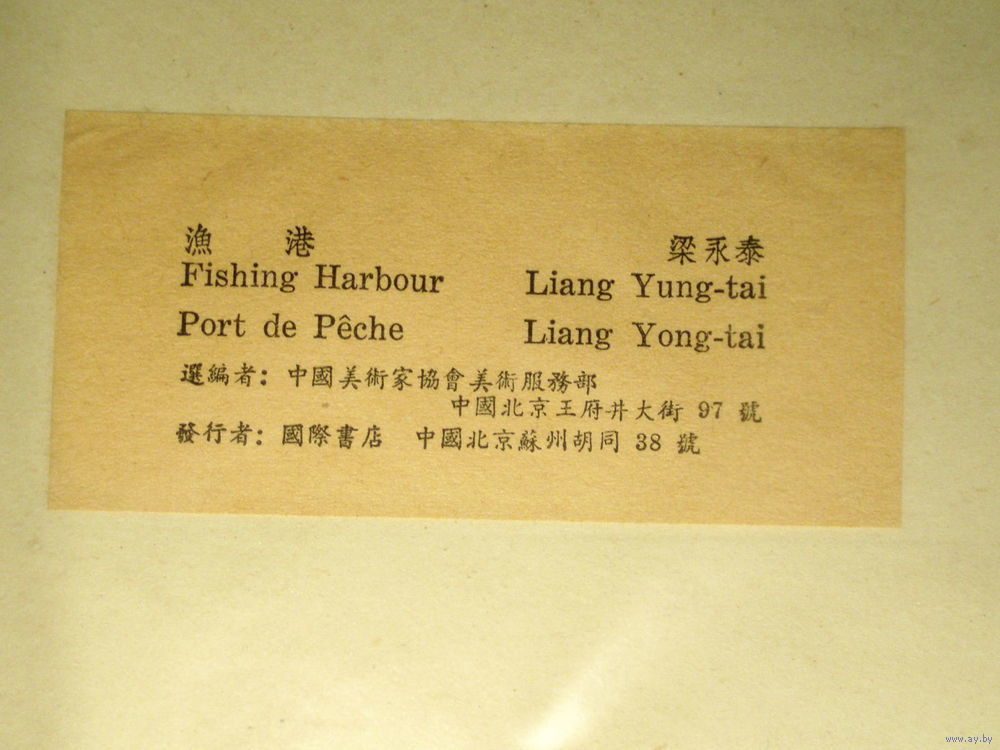 漁 港 梁永泰
Fishing Harbour Liang Yung-tai
Port de Pêche Liang Yong-tai
選編者: 中國美術家協會美術服務部
中國北京王府井大街 97 號
發行者: 國際書店 中國北京蘇州胡同 38 號
www.ay.by